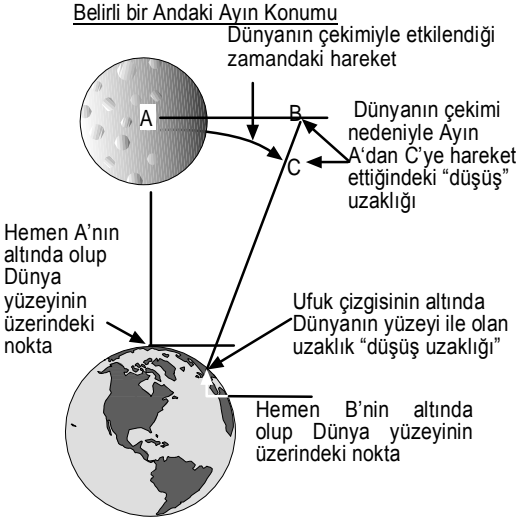 Belirli bir Andaki Ayın Konumu
Dünyanın çekimiyle etkilendiği
zamandaki hareket
A
B
C
Dünyanın çekimi
nedeniyle Ayın
A‘dan C’ye hareket
ettiğindeki “düşüş”
uzaklığı
Hemen A’nın
altında olup
Dünya
yüzeyinin
üzerindeki
nokta
Ufuk çizgisinin altında
Dünyanın yüzeyi ile olan
uzaklık “düşüş uzaklığı”
Hemen B’nin altında
olup Dünya yüzeyinin
üzerindeki nokta